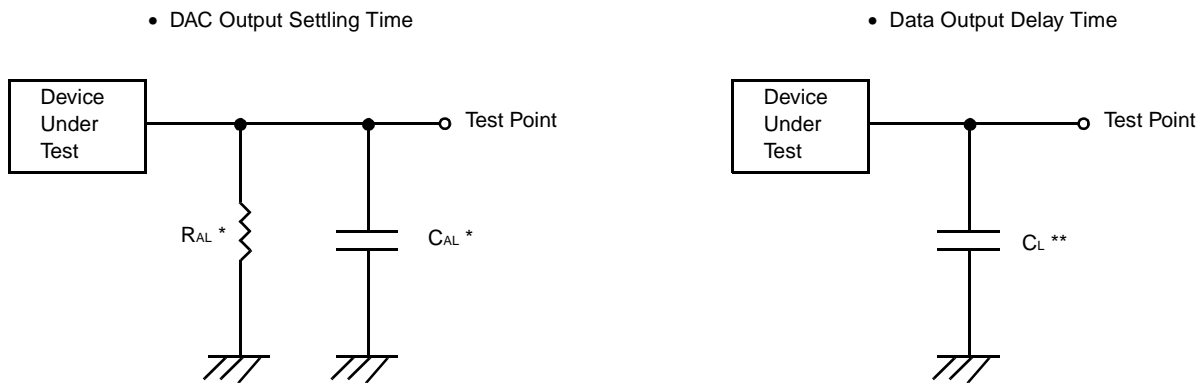 • DAC Output Settling Time
Device
Under
Test
Test Point
RAL *
CAL *
• Data Output Delay Time
Device
Under
Test
Test Point
CL **